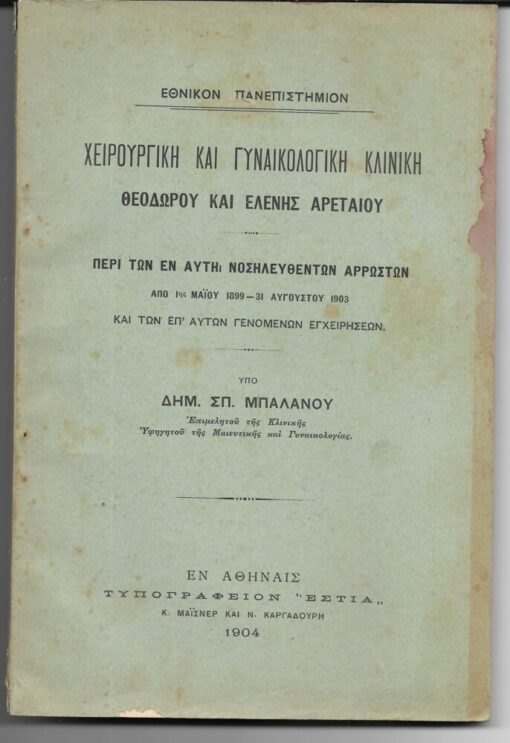 ΕΘΝΙΚΟΝ ΠΑΝΕΠΙΣΤΗΜΙΟΝ
ΧΕΙΡΟΥΡΓΙΚΗ ΚΑΙ ΓΥΝΑΙΚΟΛΟΓΙΚΗ ΚΛΙΝΙΚΗ
ΘΕΟΔΩΡΟΥ ΚΑΙ ΕΛΕΝΗΣ ΑΡΕΤΑΙΟΥ
ΠΕΡΙ ΤΩΝ ΕΝ ΑΥΤΗι ΝΟΣΗΛΕΥΘΕΝΤΩΝ ΑΡΡΩΣΤΩΝ
ΑΠΟ 1ης ΜΑΪΟΥ 1899—31 ΑΥΓΟΥΣΤΟΥ 1903
ΚΑΙ ΤΩΝ ΕΠ' ΑΥΤΩΝ ΓΕΝΟΜΕΝΩΝ ΕΓΧΕΙΡΗΣΕΩΝ.
ΥΠΟ
ΔΗΜ. ΣΠ. ΜΠΑΛΑΝΟΥ
Ἐπιμελητοῦ τῆς Κλινικῆς
Ὑφηγητοῦ τῆς Μαιευτικῆς καὶ Γυναικολογίας.
ΕΝ ΑΘΗΝΑΙΣ
ΤΥΠΟΓΡΑΦΕΙΟΝ "ΕΣΤΙΑ„
Κ. ΜΑΪΣΝΕΡ ΚΑΙ Ν. ΚΑΡΓΑΔΟΥΡΗ
1904